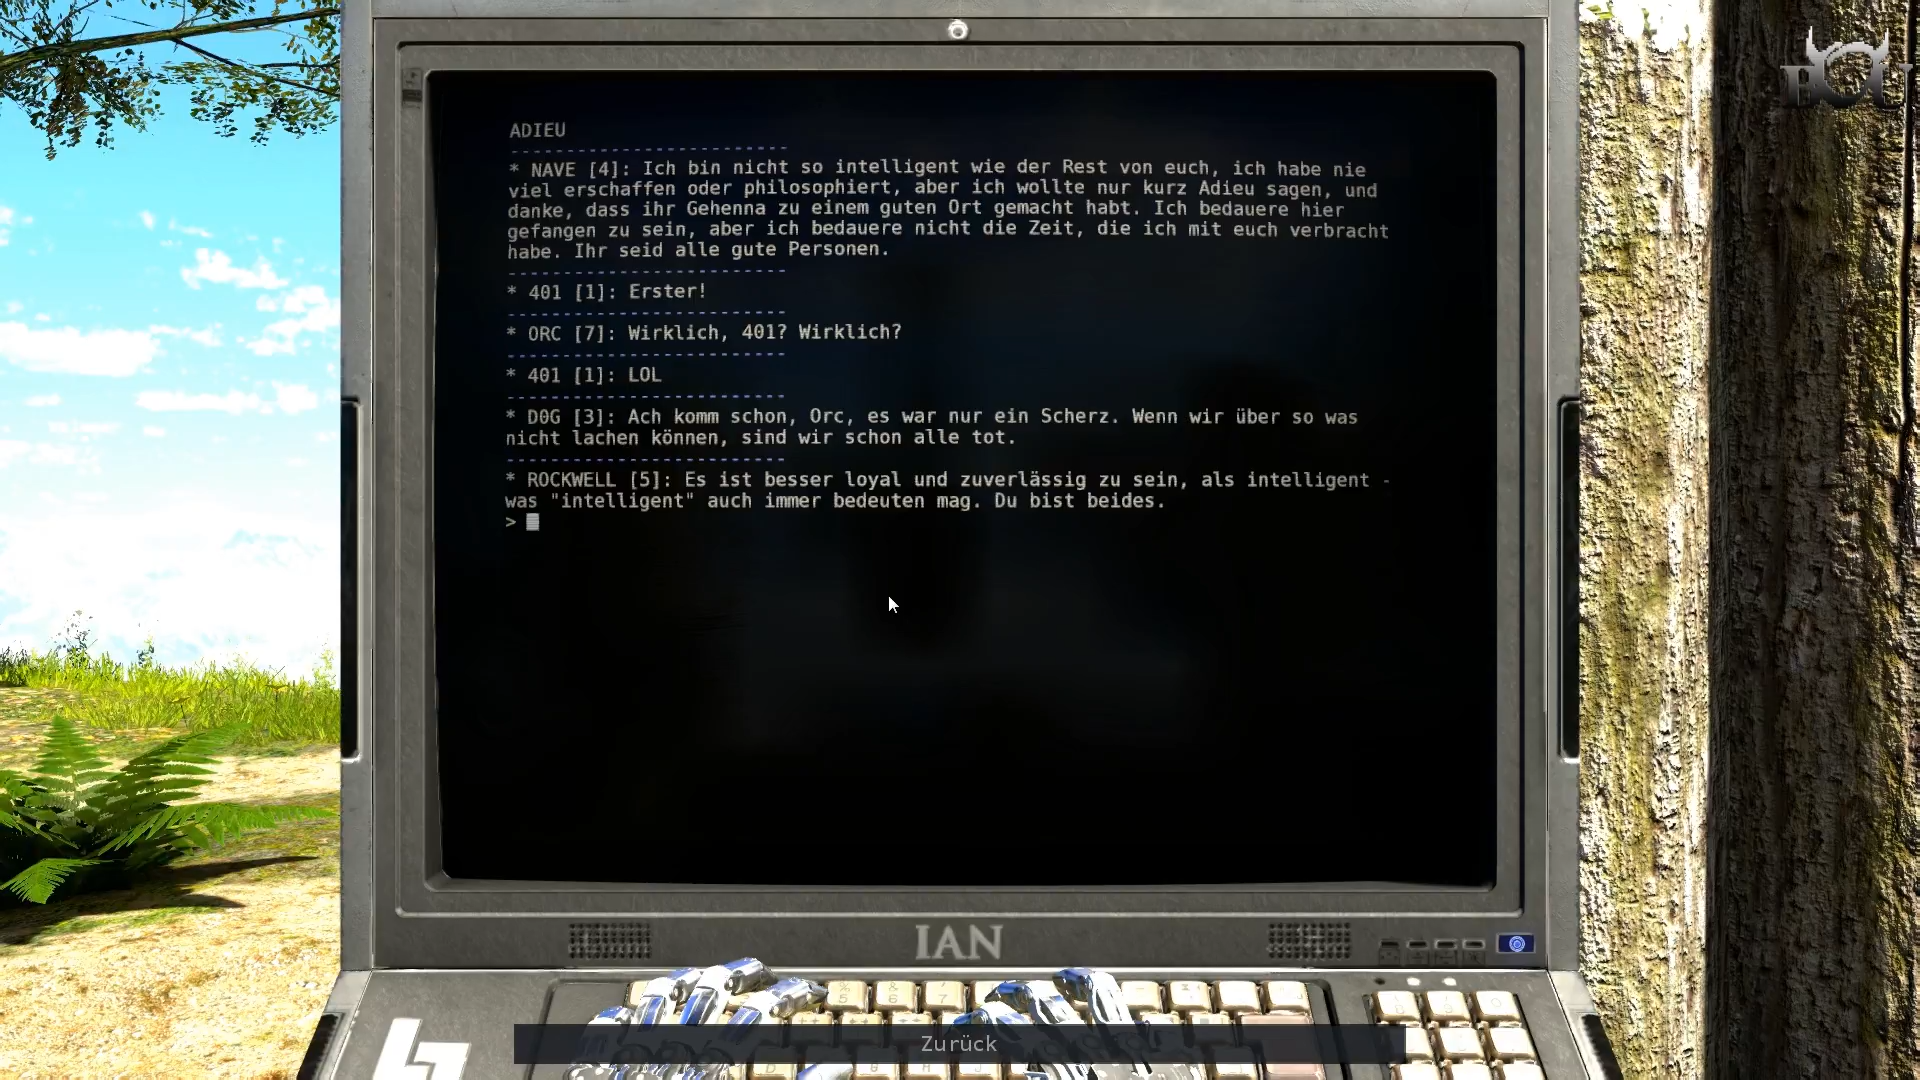 ADIEU
-------------------------
* NAVE [4]: Ich bin nicht so intelligent wie der Rest von euch, ich habe nie
viel erschaffen oder philosophiert, aber ich wollte nur kurz Adieu sagen, und
danke, dass ihr Gehenna zu einem guten Ort gemacht habt. Ich bedauere hier
gefangen zu sein, aber ich bedauere nicht die Zeit, die ich mit euch verbracht
habe. Ihr seid alle gute Personen.
-------------------------
* 401 [1]: Erster!
-------------------------
* ORC [7]: Wirklich, 401? Wirklich?
-------------------------
* 401 [1]: LOL
-------------------------
* D0G [3]: Ach komm schon, Orc, es war nur ein Scherz. Wenn wir über so was
nicht lachen können, sind wir schon alle tot.
-------------------------
* ROCKWELL [5]: Es ist besser loyal und zuverlässig zu sein, als intelligent -
was "intelligent" auch immer bedeuten mag. Du bist beides.
>
IAN
Zurück